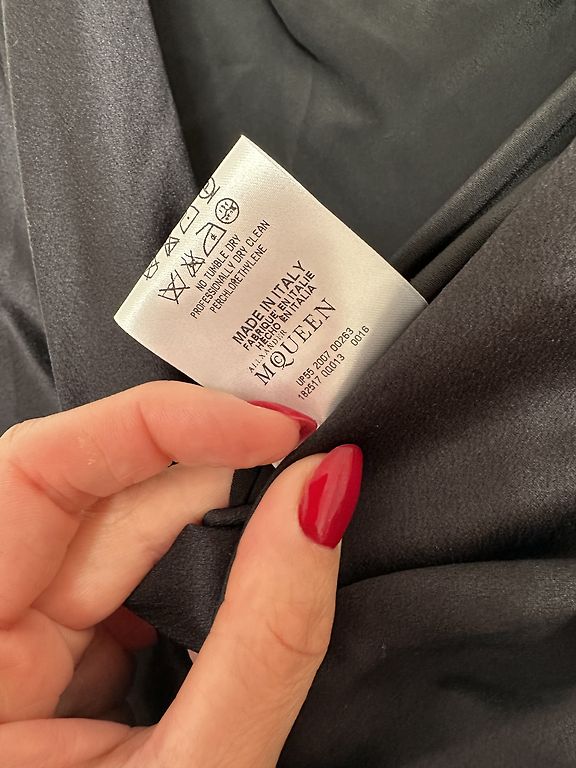 NO TUMBLE DRY
PROFESSIONALLY DRY CLEAN
PERCHLORETHYLENE
MADE IN ITALY
FABRIQUE EN ITALIE
HECHO EN ITALIA
ALEXANDER
MCQUEEN
UP55 2007 00263
182517 00013 0016